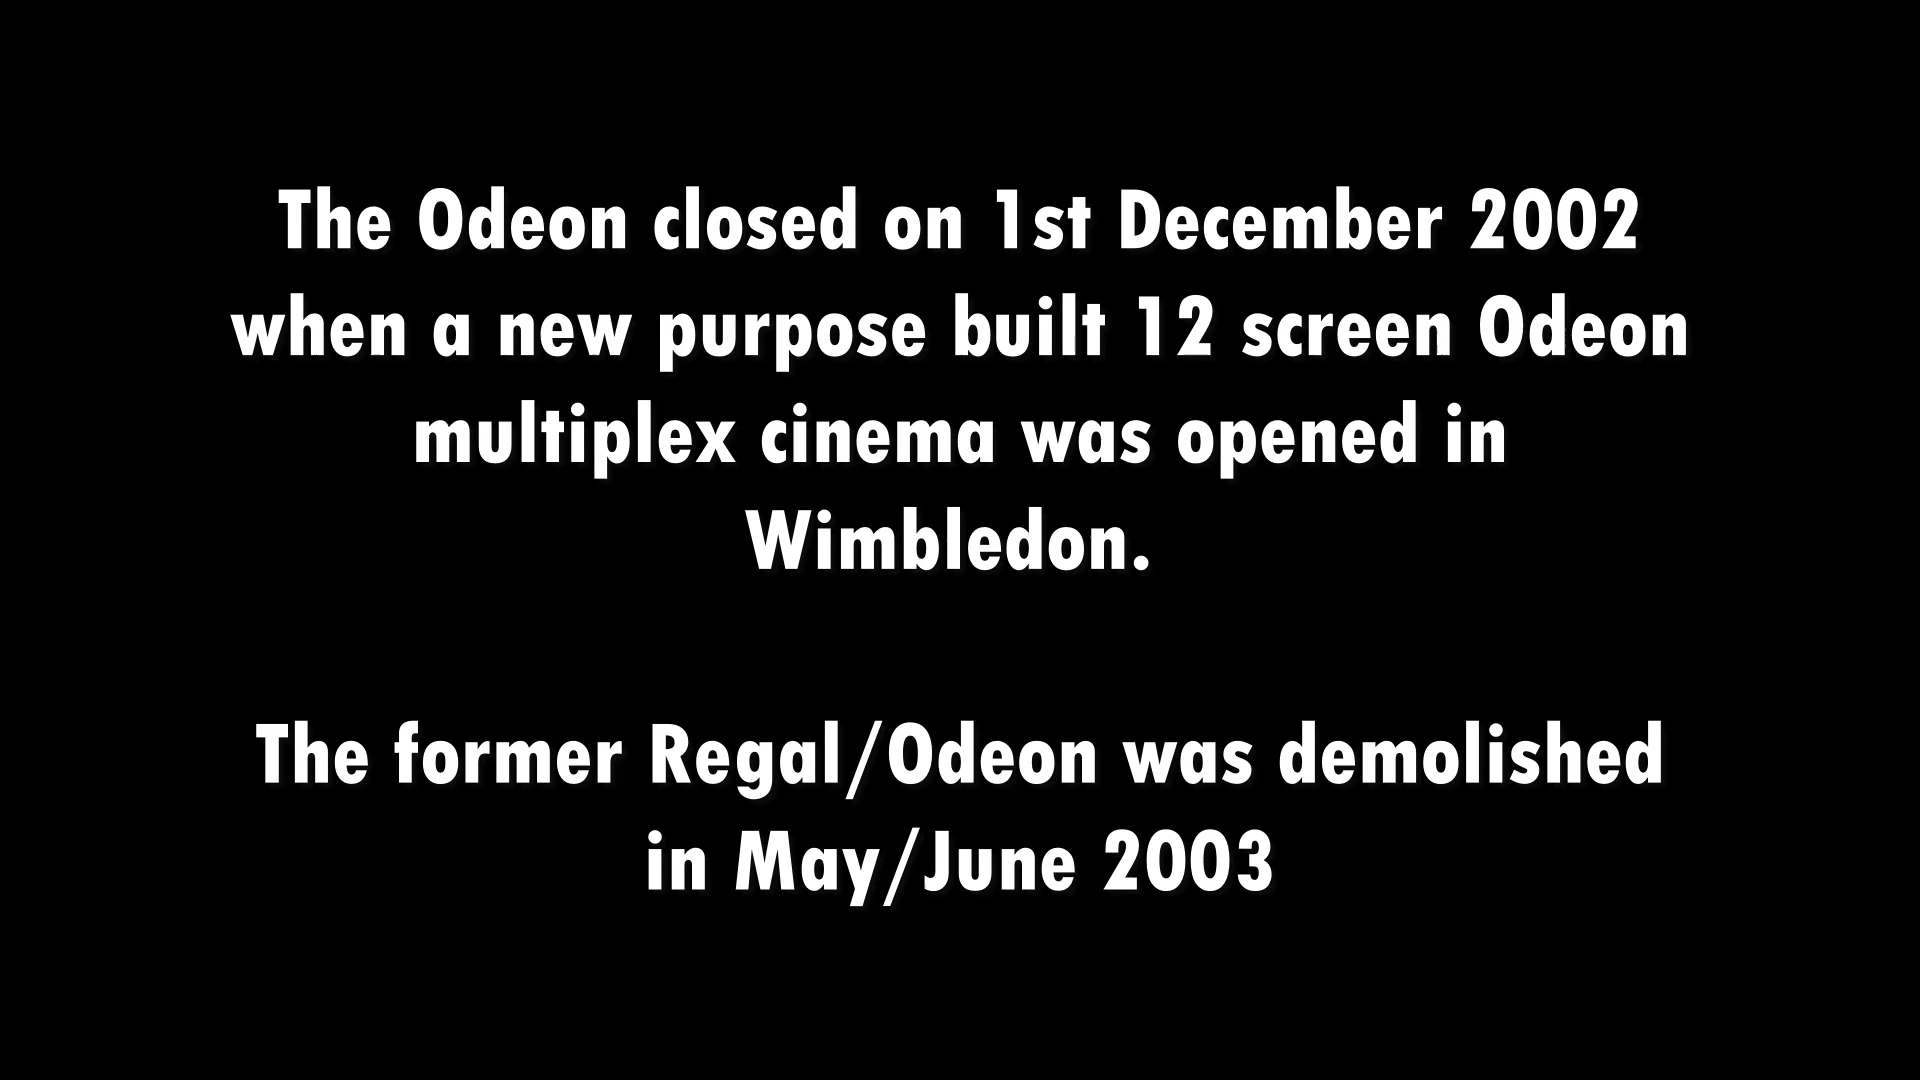 The Odeon closed on 1st December 2002
when a new purpose built 12 screen Odeon
multiplex cinema was opened in
Wimbledon.
The former Regal/Odeon was demolished
in May/June 2003